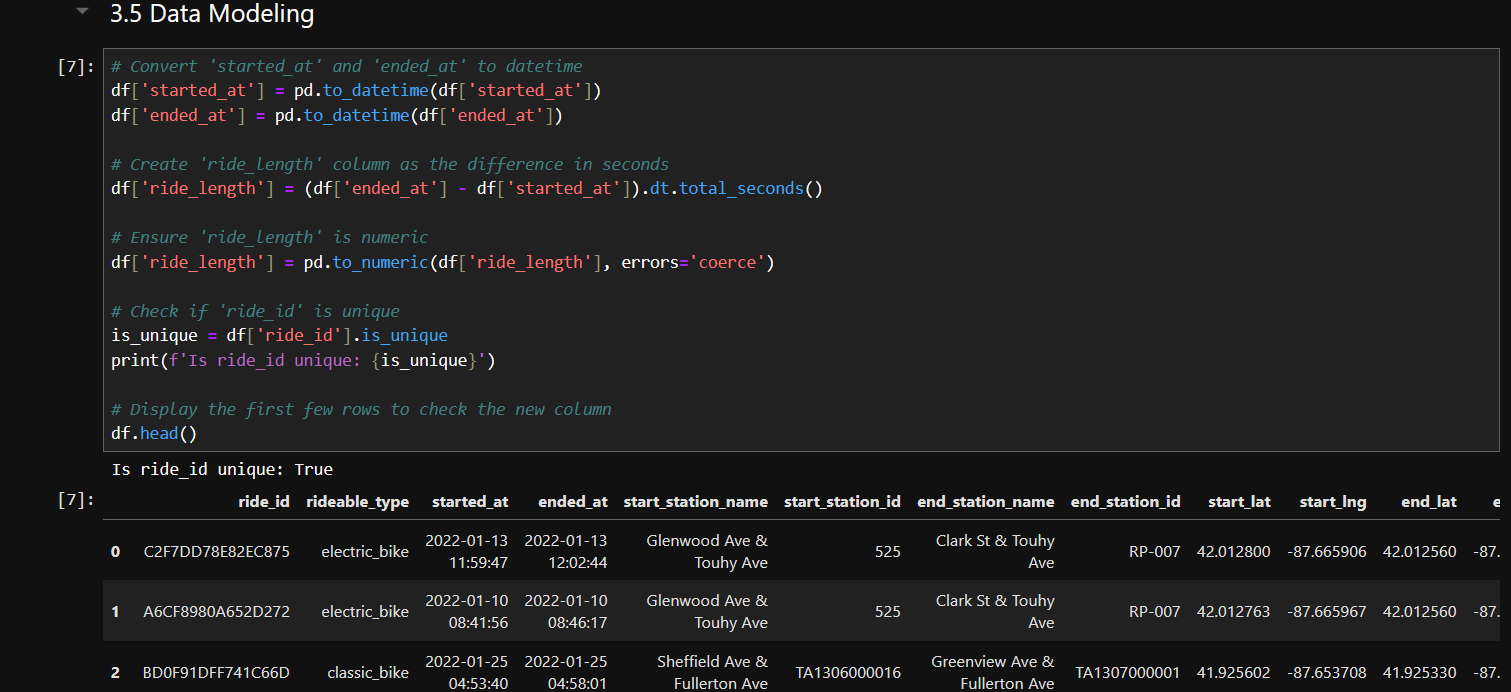 3.5 Data Modeling
[7]:
# Convert 'started_at' and 'ended_at' to datetime
df['started_at'] = pd.to_datetime(df['started_at'])
df['ended_at'] = pd.to_datetime(df['ended_at'])
# Create 'ride_length' column as the difference in seconds
df['ride_length'] = (df['ended_at'] - df['started_at']).dt.total_seconds()
# Ensure 'ride_length' is numeric
df['ride_length'] = pd.to_numeric(df['ride_length'], errors='coerce')
# Check if 'ride_id' is unique
is_unique = df['ride_id'].is_unique
print(f'Is ride_id unique: {is_unique}')
# Display the first few rows to check the new column
df.head()
Is ride_id unique: True
[7]:
ride_id rideable_type started_at ended_at start_station_name start_station_id end_station_name end_station_id start_lat start_lng end_lat e
0 C2F7DD78E82EC875 electric_bike 2022-01-13 11:59:47 2022-01-13 12:02:44 Glenwood Ave & Touhy Ave 525 Clark St & Touhy Ave RP-007 42.012800 -87.665906 42.012560 -87.
1 A6CF8980A652D272 electric_bike 2022-01-10 08:41:56 2022-01-10 08:46:17 Glenwood Ave & Touhy Ave 525 Clark St & Touhy Ave RP-007 42.012763 -87.665967 42.012560 -87.
2 BD0F91DFF741C66D classic_bike 2022-01-25 04:53:40 2022-01-25 04:58:01 Sheffield Ave & Fullerton Ave TA1306000016 Greenview Ave & Fullerton Ave TA1307000001 41.925602 -87.653708 41.925330 -87.